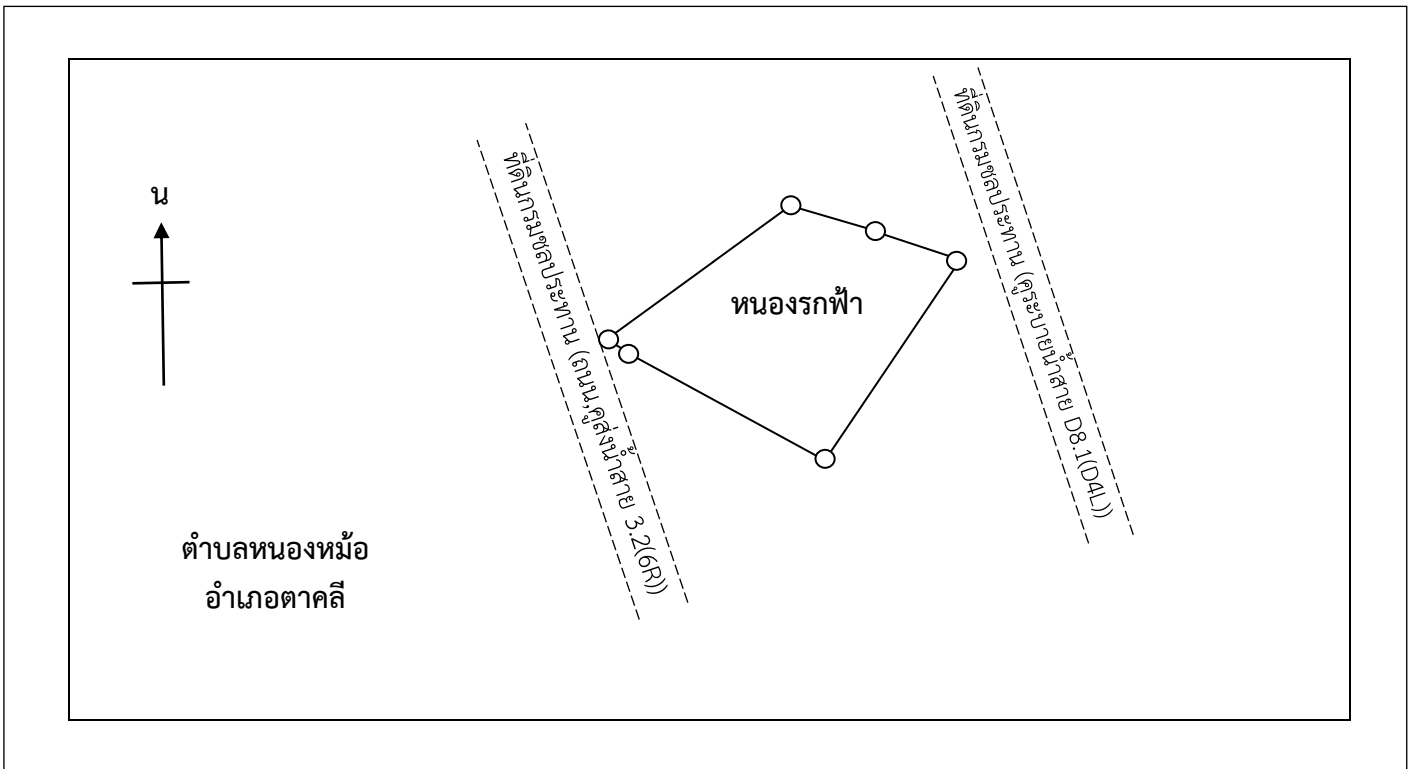 น
ที่ดินกรมชลประทาน (ถนน,คูส่งน้ำสาย 3.2(6R))
หนองรกฟ้า
ที่ดินกรมชลประทาน (คูระบายน้ำสาย D8.1(D4L))
ตำบลหนองหม้อ
อำเภอตาคลี